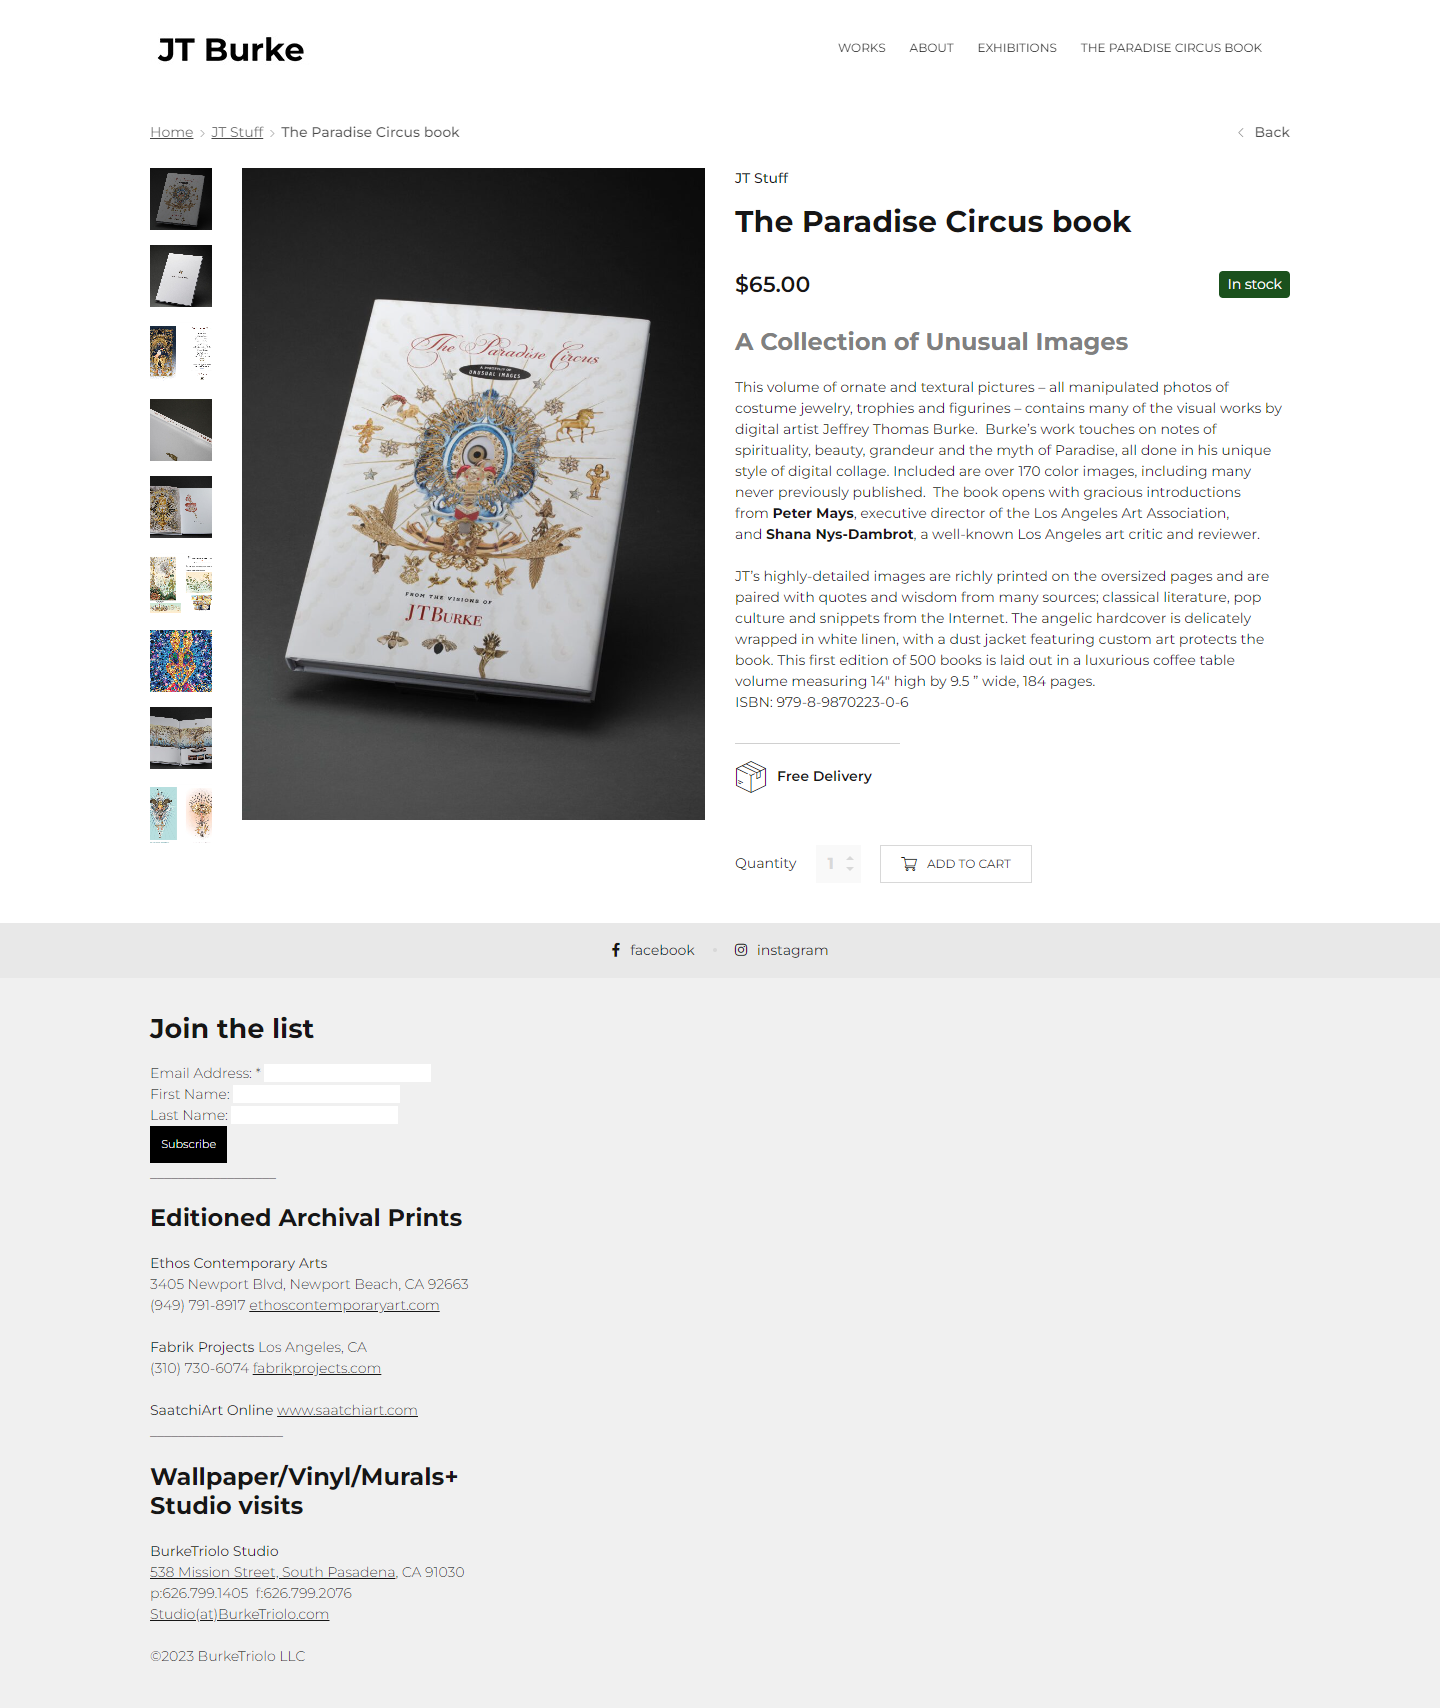 JT Burke
WORKS ABOUT EXHIBITIONS THE PARADISE CIRCUS BOOK
Home > JT Stuff > The Paradise Circus book
Back
The Paradise Circus
A PORTFOLIO OF
UNUSUAL IMAGES
FROM THE VISIONS OF
JT BURKE
JT Stuff
The Paradise Circus book
$65.00
In stock
A Collection of Unusual Images
This volume of ornate and textural pictures – all manipulated photos of
costume jewelry, trophies and figurines – contains many of the visual works by
digital artist Jeffrey Thomas Burke.  Burke’s work touches on notes of
spirituality, beauty, grandeur and the myth of Paradise, all done in his unique
style of digital collage. Included are over 170 color images, including many
never previously published.  The book opens with gracious introductions
from Peter Mays, executive director of the Los Angeles Art Association,
and Shana Nys-Dambrot, a well-known Los Angeles art critic and reviewer.
JT’s highly-detailed images are richly printed on the oversized pages and are
paired with quotes and wisdom from many sources; classical literature, pop
culture and snippets from the Internet. The angelic hardcover is delicately
wrapped in white linen, with a dust jacket featuring custom art protects the
book. This first edition of 500 books is laid out in a luxurious coffee table
volume measuring 14" high by 9.5 ” wide, 184 pages.
ISBN: 979-8-9870223-0-6
Free Delivery
Quantity 1 ADD TO CART
facebook instagram
Join the list
Email Address: *
First Name:
Last Name:
Subscribe
Editioned Archival Prints
Ethos Contemporary Arts
3405 Newport Blvd, Newport Beach, CA 92663
(949) 791-8917 ethoscontemporaryart.com
Fabrik Projects Los Angeles, CA
(310) 730-6074 fabrikprojects.com
SaatchiArt Online www.saatchiart.com
Wallpaper/Vinyl/Murals+
Studio visits
BurkeTriolo Studio
538 Mission Street, South Pasadena, CA 91030
p:626.799.1405  f:626.799.2076
Studio(at)BurkeTriolo.com
©2023 BurkeTriolo LLC